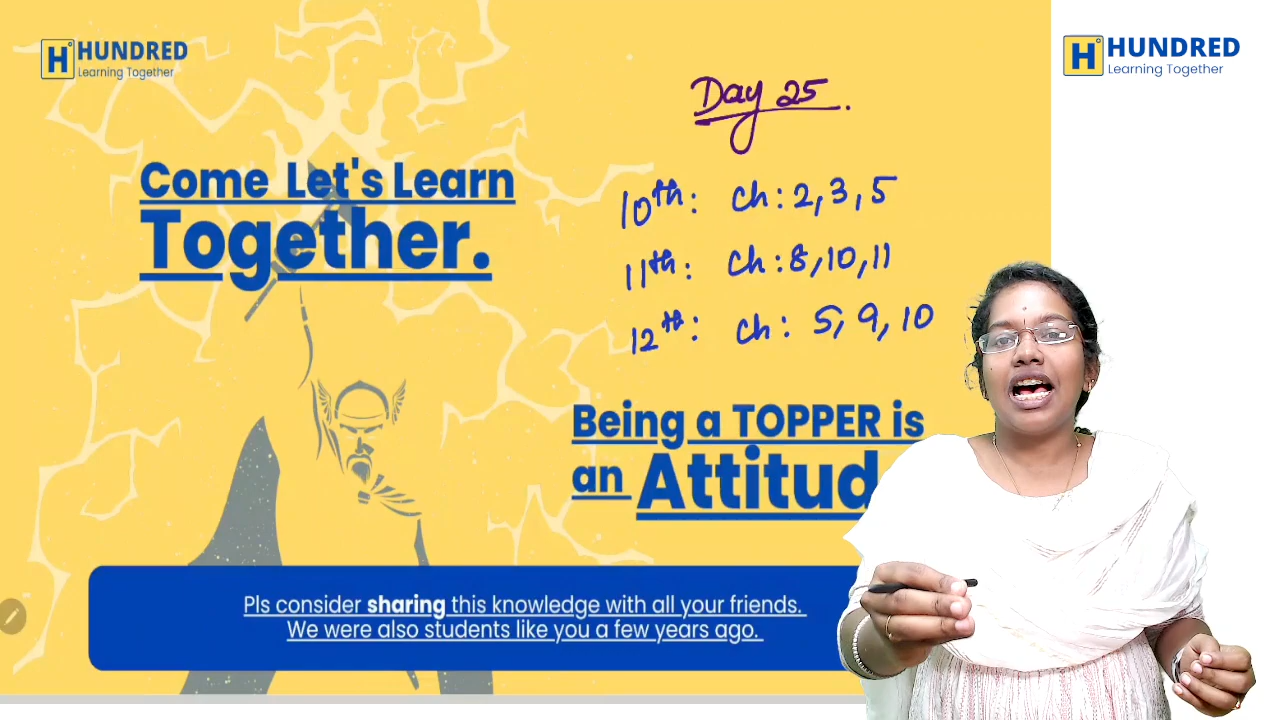 HUNDRED
Learning Together
HUNDRED
Learning Together
Day 25.
Come Let's Learn
Together.
10th: ch: 2, 3, 5
11th: ch: 8, 10, 11
12th: ch: 5, 9, 10
Being a TOPPER is
an Attitud
Pls consider sharing this knowledge with all your friends.
We were also students like you a few years ago.